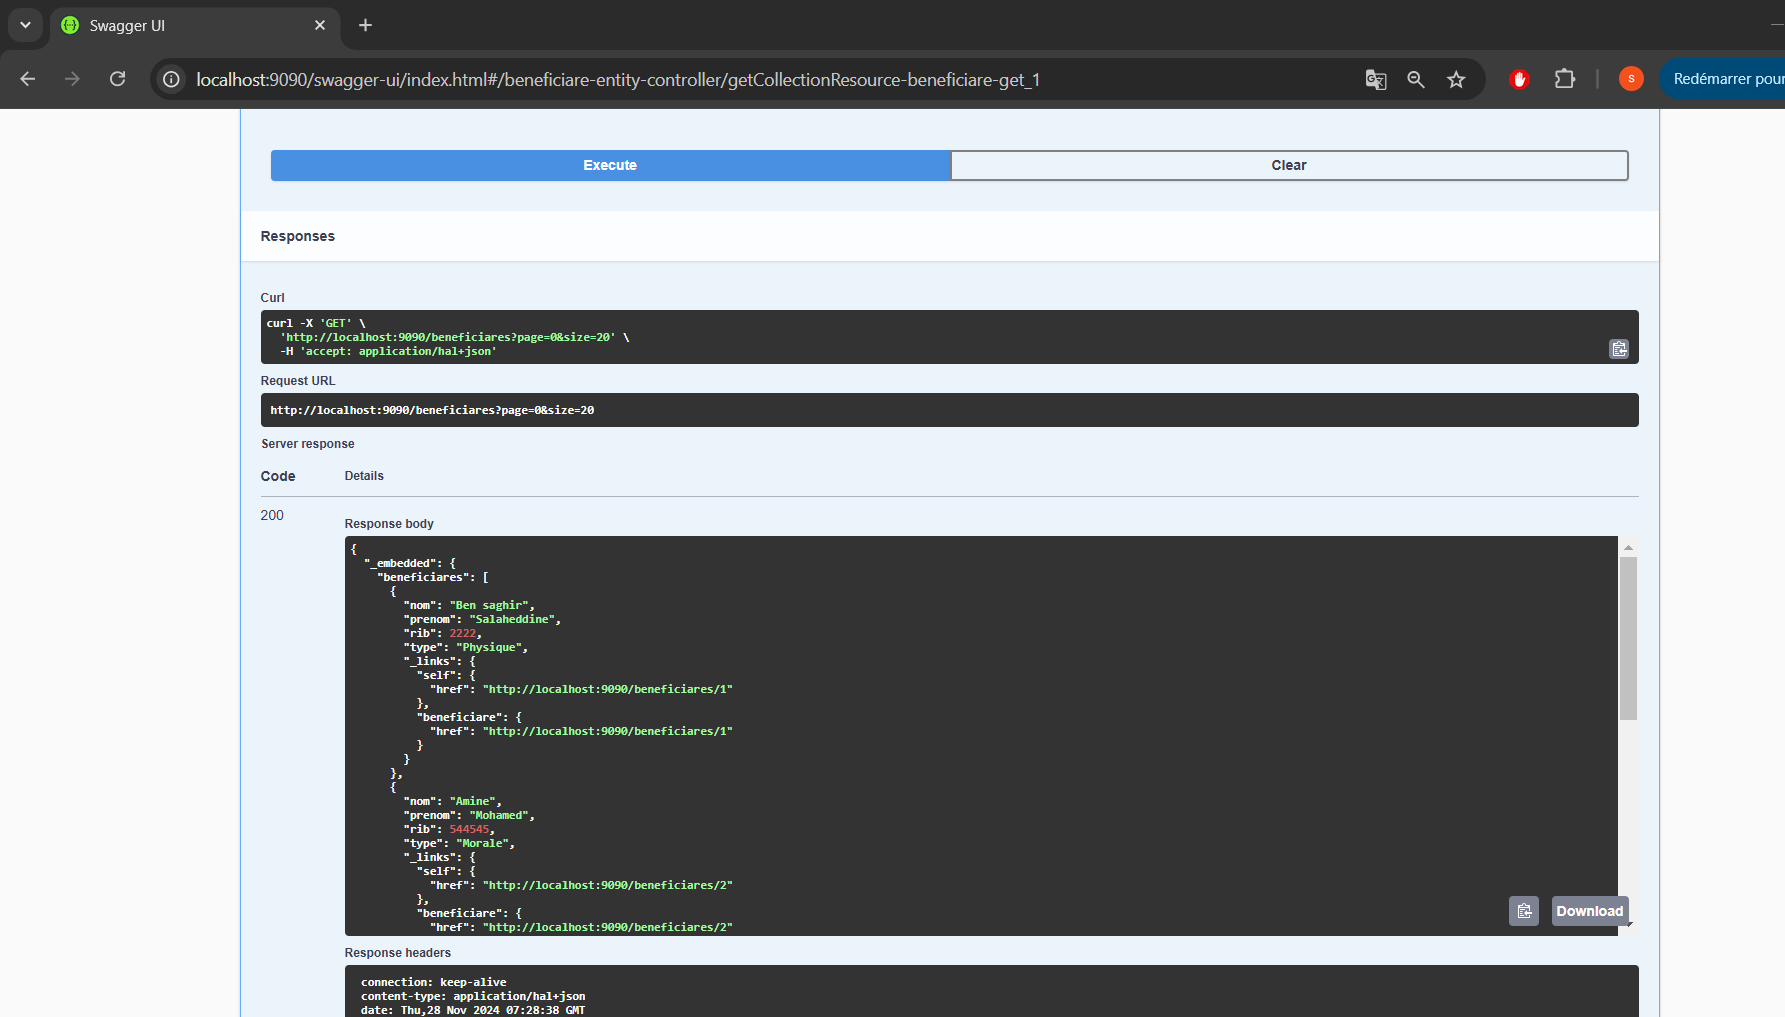 Swagger UI
localhost:9090/swagger-ui/index.html#/beneficiare-entity-controller/getCollectionResource-beneficiare-get_1
S
Redémarrer pour
Execute
Clear
Responses
Curl
curl -X 'GET' \
  'http://localhost:9090/beneficiares?page=0&size=20' \
  -H 'accept: application/hal+json'
Request URL
http://localhost:9090/beneficiares?page=0&size=20
Server response
Code
Details
200
Response body
{
  "_embedded": {
    "beneficiares": [
      {
        "nom": "Ben saghir",
        "prenom": "Salaheddine",
        "rib": 2222,
        "type": "Physique",
        "_links": {
          "self": {
            "href": "http://localhost:9090/beneficiares/1"
          },
          "beneficiare": {
            "href": "http://localhost:9090/beneficiares/1"
          }
        }
      },
      {
        "nom": "Amine",
        "prenom": "Mohamed",
        "rib": 544545,
        "type": "Morale",
        "_links": {
          "self": {
            "href": "http://localhost:9090/beneficiares/2"
          },
          "beneficiare": {
            "href": "http://localhost:9090/beneficiares/2"
Download
Response headers
connection: keep-alive
content-type: application/hal+json
date: Thu,28 Nov 2024 07:28:38 GMT